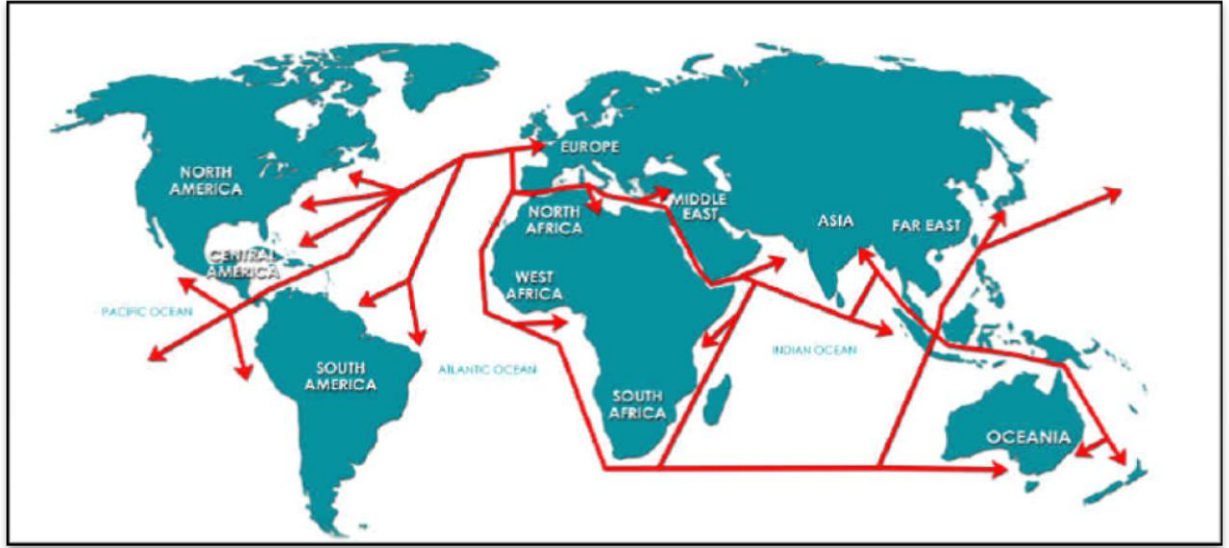 NORTH
AMERICA
CENTRAL
AMERICA
PACIFIC OCEAN
SOUTH
AMERICA
ATLANTIC OCEAN
EUROPE
NORTH
AFRICA
WEST
AFRICA
SOUTH
AFRICA
MIDDLE
EAST
ASIA
FAR EAST
INDIAN OCEAN
OCEANIA